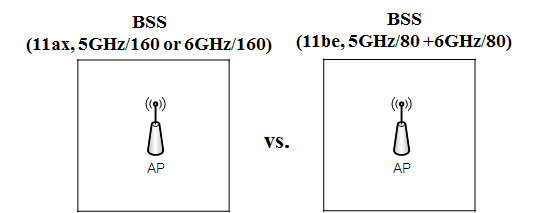 BSS
(11ax, 5GHz/160 or 6GHz/160)
BSS
(11be, 5GHz/80 +6GHz/80)
AP
vs.
AP